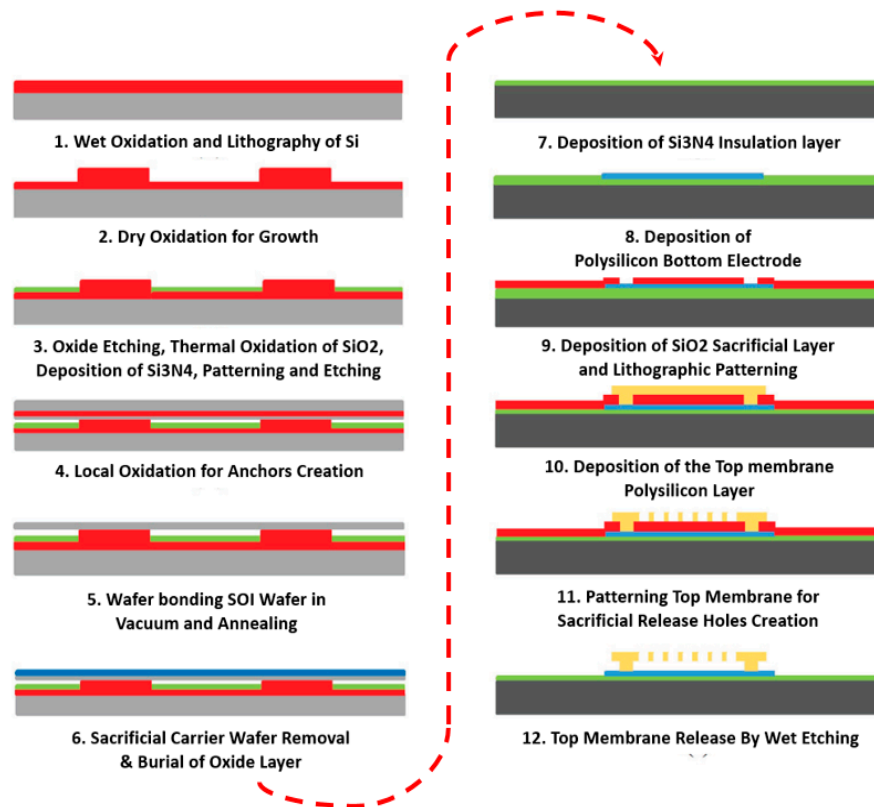 1. Wet Oxidation and Lithography of Si
2. Dry Oxidation for Growth
3. Oxide Etching, Thermal Oxidation of SiO2,
Deposition of Si3N4, Patterning and Etching
4. Local Oxidation for Anchors Creation
5. Wafer bonding SOI Wafer in
Vacuum and Annealing
6. Sacrificial Carrier Wafer Removal
& Burial of Oxide Layer
7. Deposition of Si3N4 Insulation layer
8. Deposition of
Polysilicon Bottom Electrode
9. Deposition of SiO2 Sacrificial Layer
and Lithographic Patterning
10. Deposition of the Top membrane
Polysilicon Layer
11. Patterning Top Membrane for
Sacrificial Release Holes Creation
12. Top Membrane Release By Wet Etching